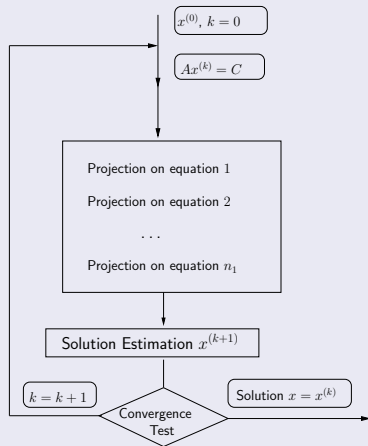 x^{(0)}, k = 0
Ax^{(k)} = C
Projection on equation 1
Projection on equation 2
. . .
Projection on equation n_1
Solution Estimation x^{(k+1)}
k = k + 1
Solution x = x^{(k)}
Convergence
Test